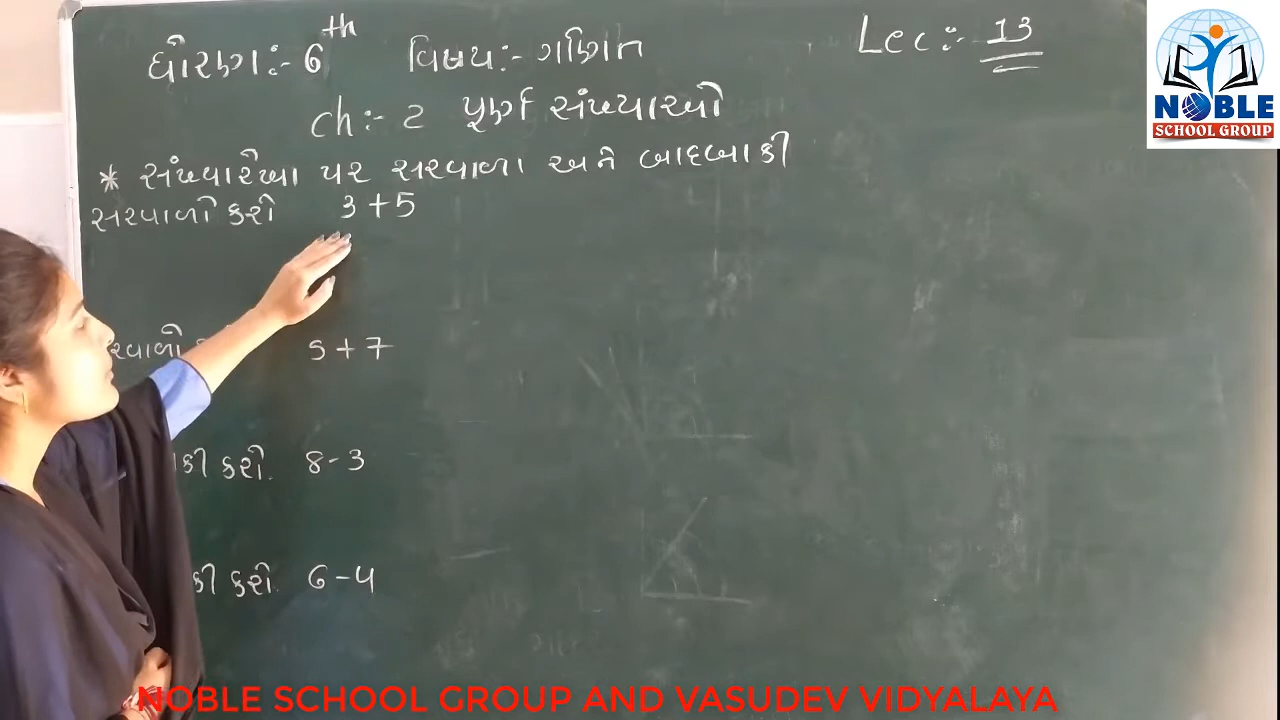 ધોરણ:- 6th વિષય:- ગણિત Lec:- 13
ch:- 2 પૂર્ણ સંખ્યાઓ
* સંખ્યારેખા પર સરવાળા અને બાદબાકી
સરવાળો કરો 3 + 5
રવાળો 5 + 7
કી કરો. 8 - 3
કી કરો. 6 - 4
NOBLE
SCHOOL GROUP
NOBLE SCHOOL GROUP AND VASUDEV VIDYALAYA